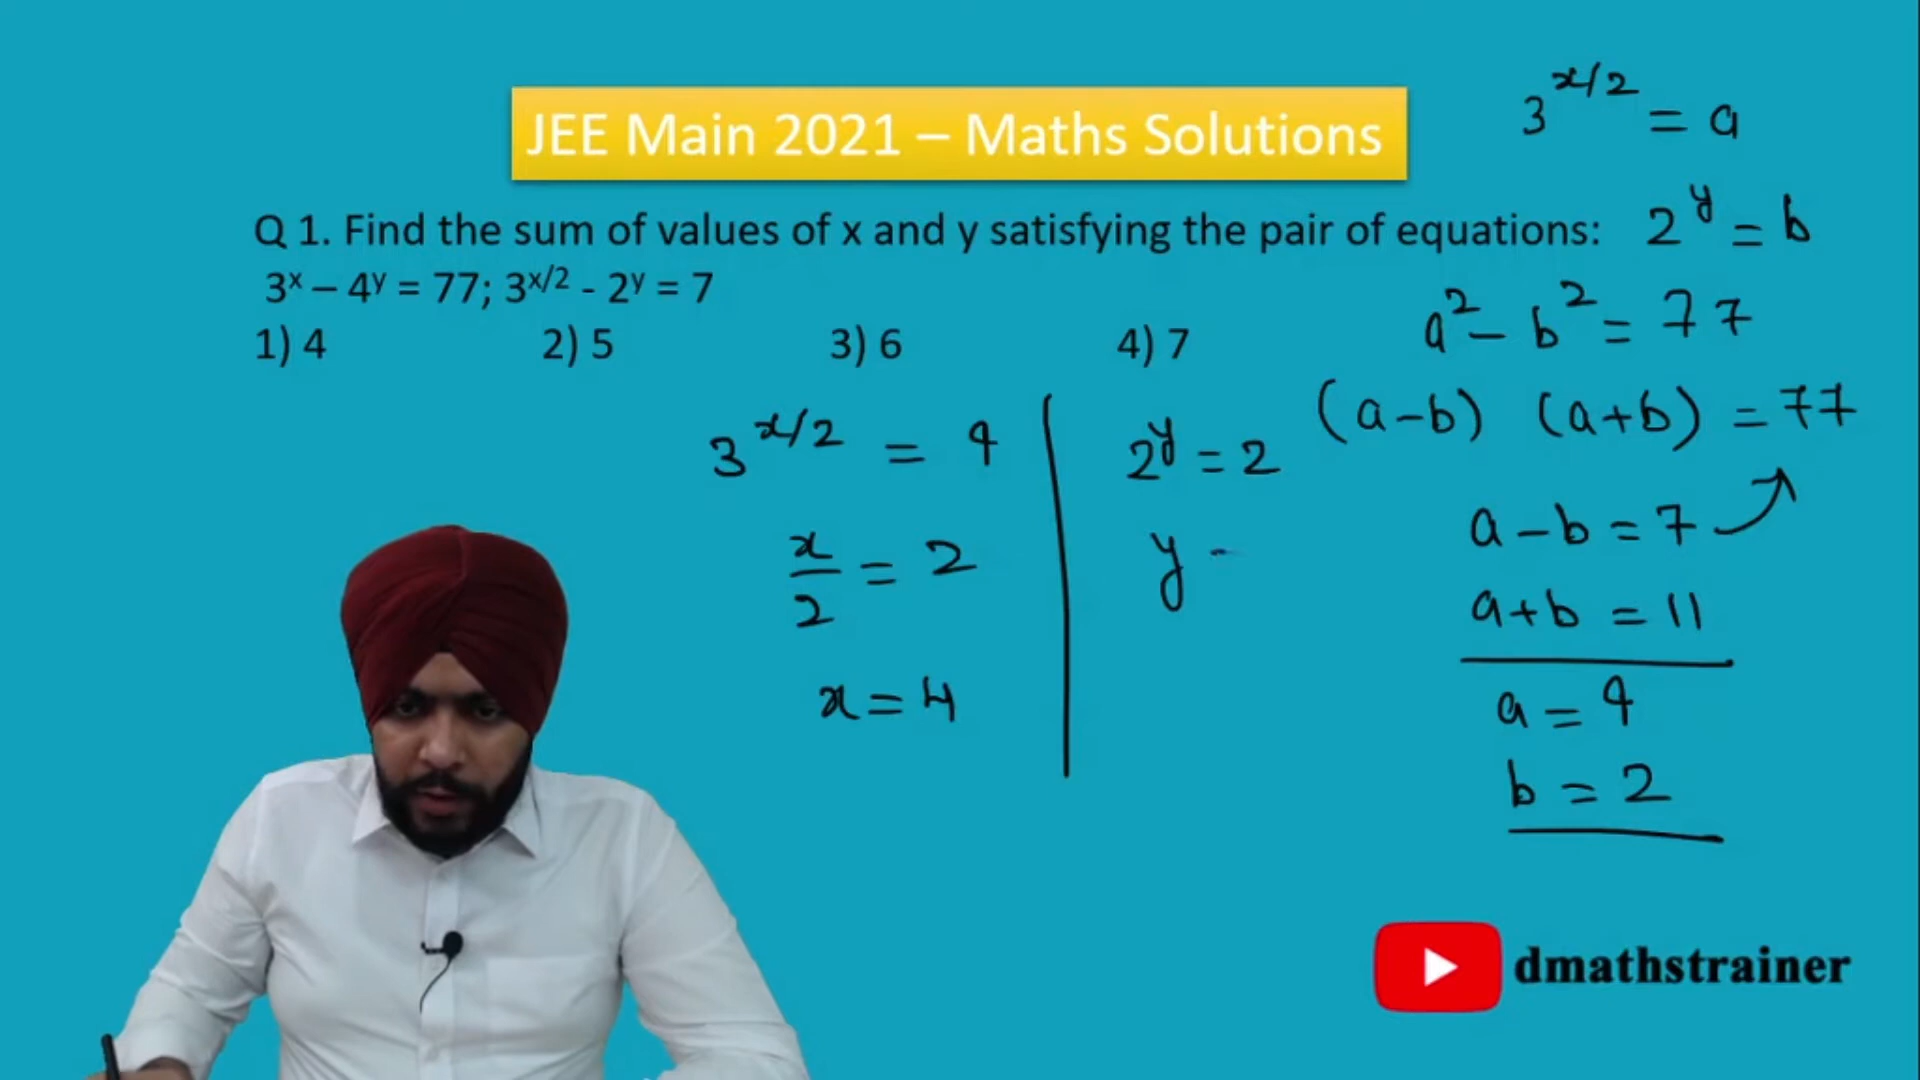 JEE Main 2021 – Maths Solutions
Q 1. Find the sum of values of x and y satisfying the pair of equations:
3ˣ – 4ʸ = 77; 3ˣᐟ² - 2ʸ = 7
1) 4 2) 5 3) 6 4) 7
3^x/2 = a
2^y = b
a² - b² = 77
(a-b) (a+b) = 77
a - b = 7
a + b = 11
a = 9
b = 2
3^x/2 = 9
x/2 = 2
x = 4
2^y = 2
y -
dmathstrainer